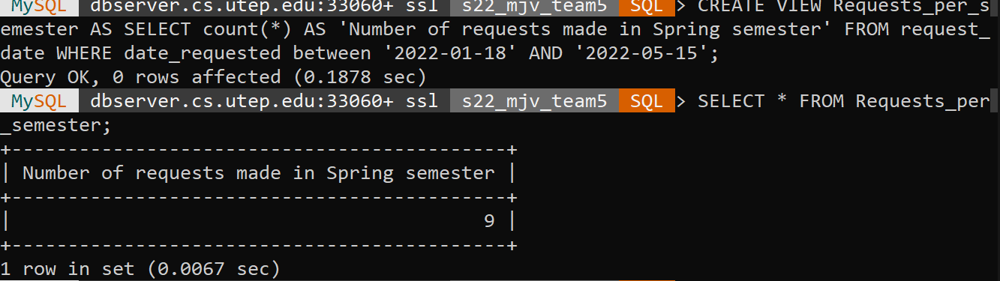 MySQL  dbserver.cs.utep.edu:33060+ ssl  s22_mjv_team5  SQL > CREATE VIEW Requests_per_s
emester AS SELECT count(*) AS 'Number of requests made in Spring semester' FROM request_
date WHERE date_requested between '2022-01-18' AND '2022-05-15';
Query OK, 0 rows affected (0.1878 sec)
MySQL  dbserver.cs.utep.edu:33060+ ssl  s22_mjv_team5  SQL > SELECT * FROM Requests_per
_semester;
+--------------------------------------------+
| Number of requests made in Spring semester |
+--------------------------------------------+
|                                          9 |
+--------------------------------------------+
1 row in set (0.0067 sec)